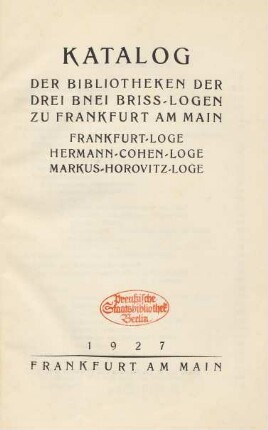 KATALOG
DER BIBLIOTHEKEN DER
DREI BNEI BRISS-LOGEN
ZU FRANKFURT AM MAIN
FRANKFURT-LOGE
HERMANN-COHEN-LOGE
MARKUS-HOROVITZ-LOGE
Preußische
Staatsbibliothek
Berlin
1927
FRANKFURT AM MAIN